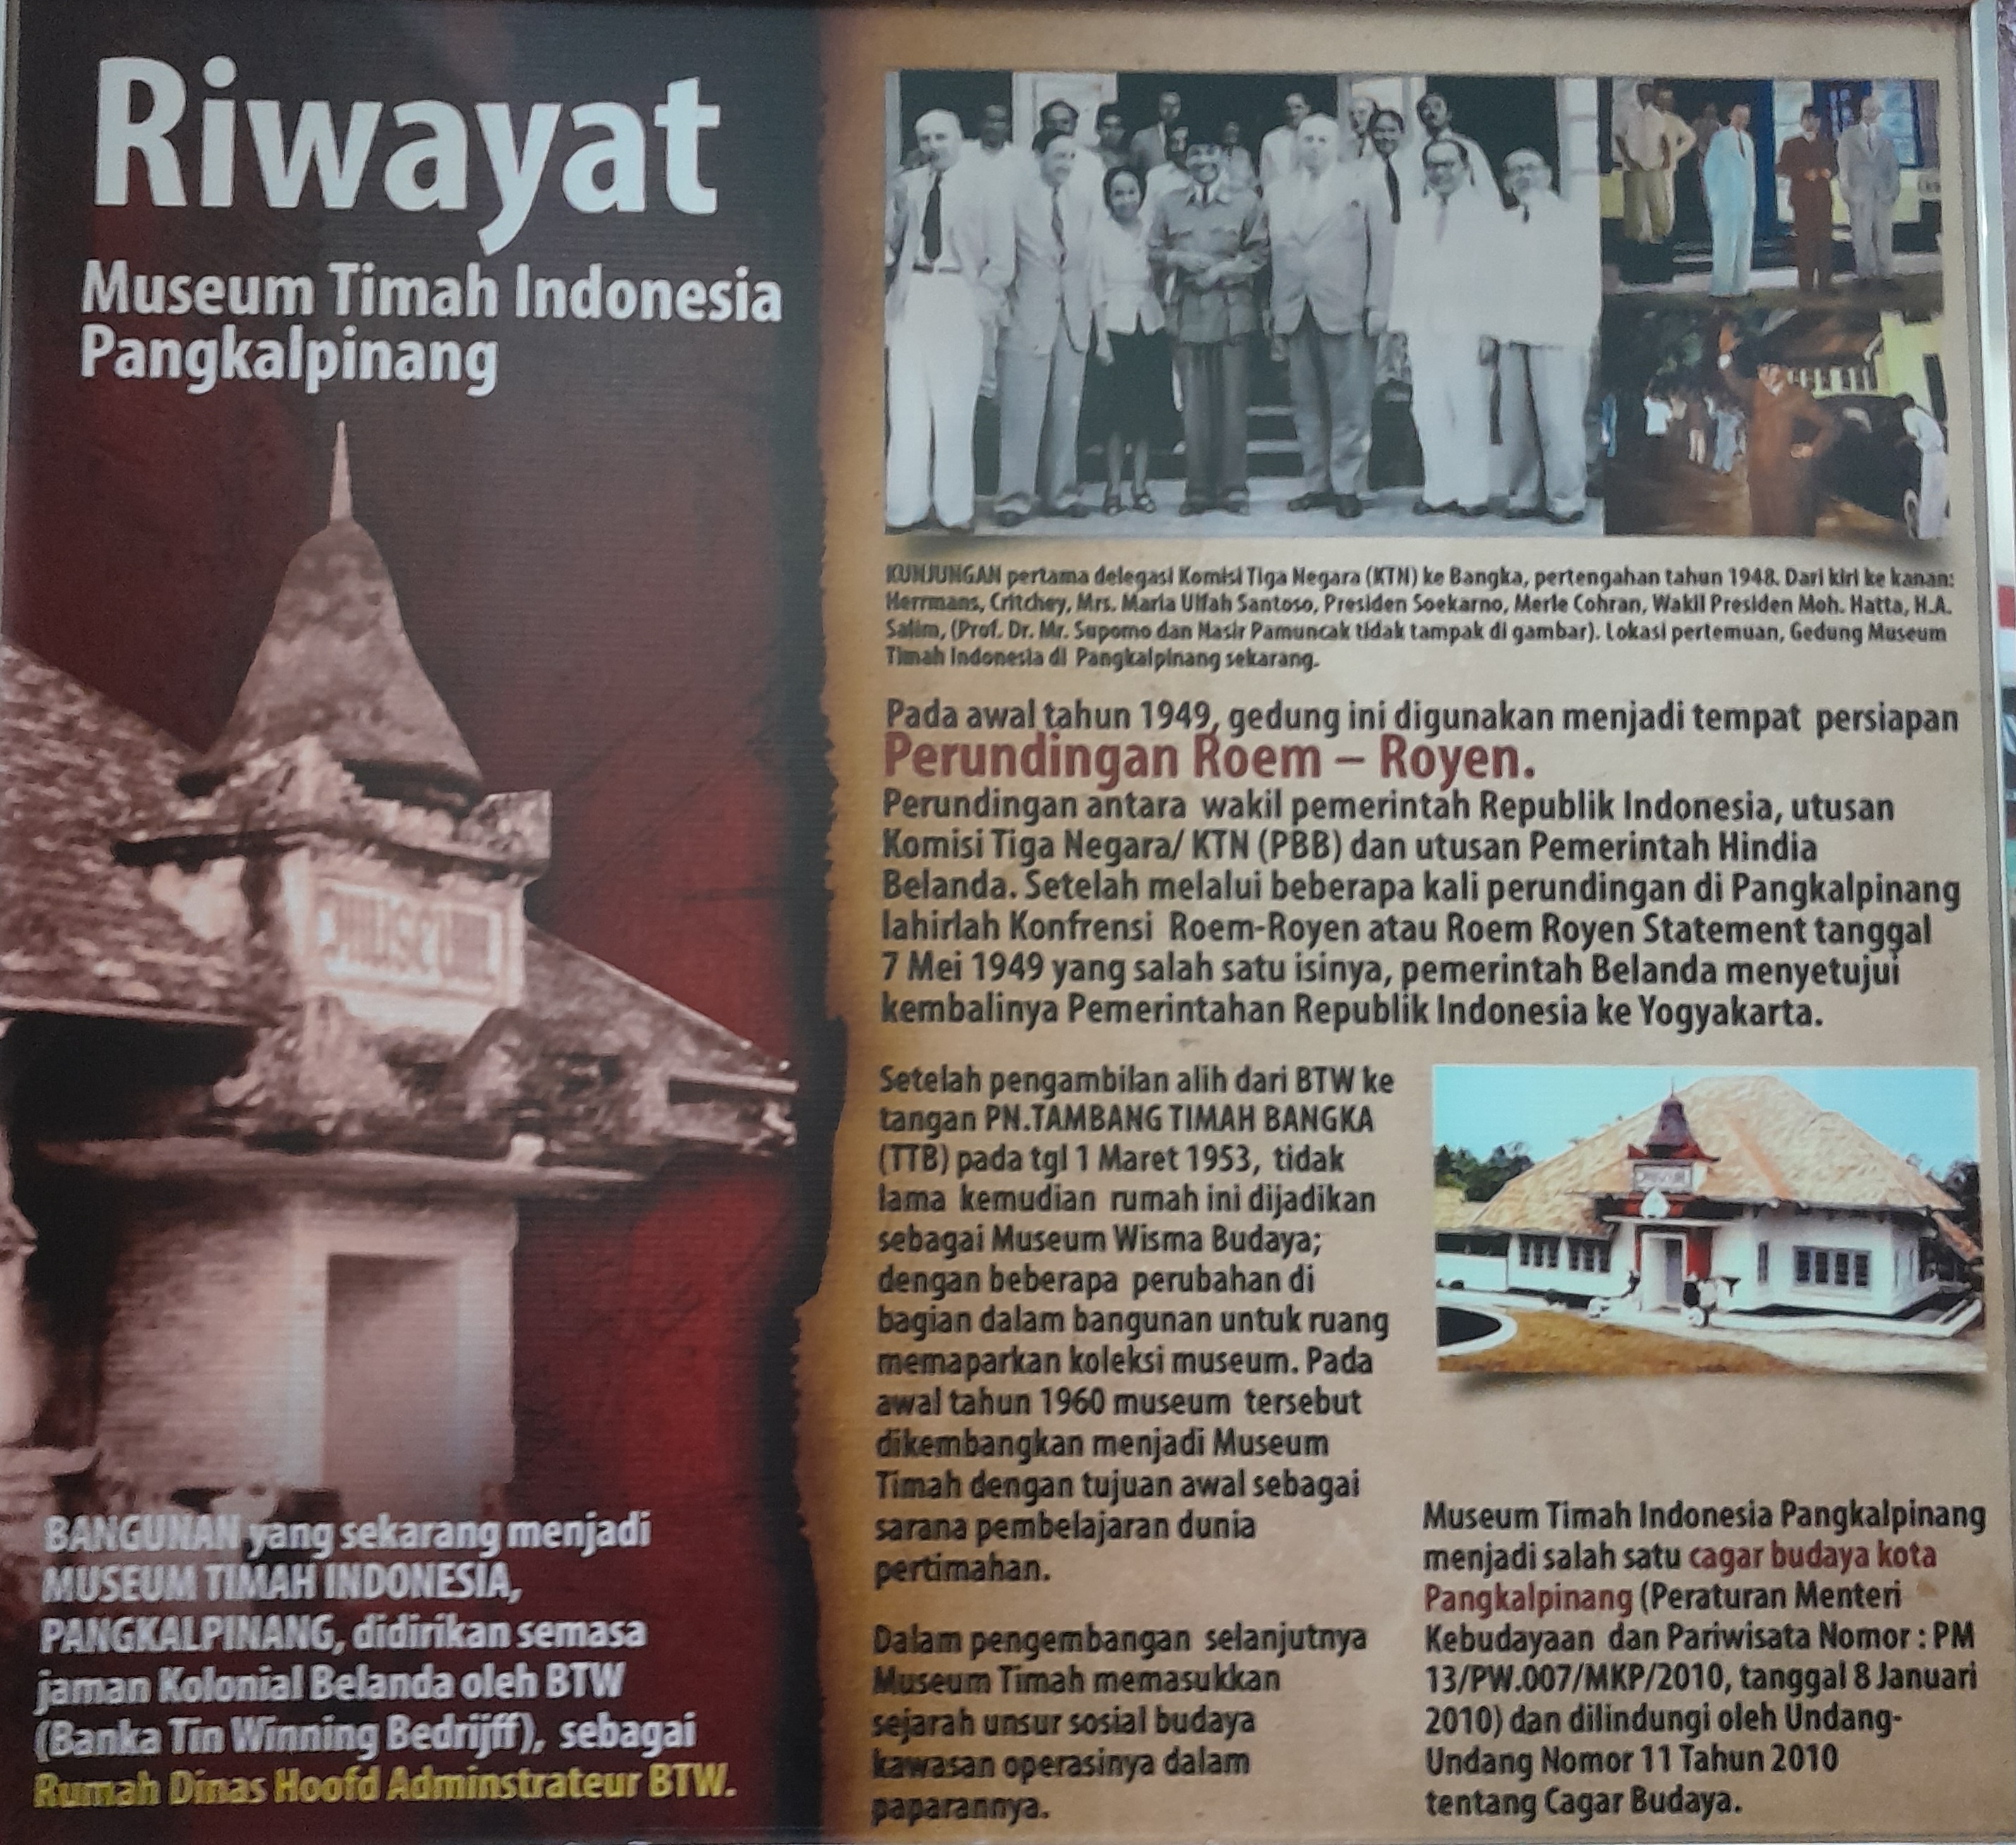 Riwayat
Museum Timah Indonesia
Pangkalpinang
BANGUNAN yang sekarang menjadi
MUSEUM TIMAH INDONESIA,
PANGKALPINANG, didirikan semasa
jaman Kolonial Belanda oleh BTW
(Banka Tin Winning Bedrijff), sebagai
Rumah Dinas Hoofd Adminstrateur BTW.
KUNJUNGAN pertama delegasi Komisi Tiga Negara (KTN) ke Bangka, pertengahan tahun 1948. Dari kiri ke kanan:
Herrmans, Critchey, Mrs. Maria Ulfah Santoso, Presiden Soekarno, Merle Cohran, Wakil Presiden Moh. Hatta, H.A.
Salim, (Prof. Dr. Mr. Supomo dan Nasir Pamuncak tidak tampak di gambar). Lokasi pertemuan, Gedung Museum
Timah Indonesia di Pangkalpinang sekarang.
Pada awal tahun 1949, gedung ini digunakan menjadi tempat persiapan
Perundingan Roem – Royen.
Perundingan antara wakil pemerintah Republik Indonesia, utusan
Komisi Tiga Negara/ KTN (PBB) dan utusan Pemerintah Hindia
Belanda. Setelah melalui beberapa kali perundingan di Pangkalpinang
lahirlah Konfrensi Roem-Royen atau Roem Royen Statement tanggal
7 Mei 1949 yang salah satu isinya, pemerintah Belanda menyetujui
kembalinya Pemerintahan Republik Indonesia ke Yogyakarta.
Setelah pengambilan alih dari BTW ke
tangan PN.TAMBANG TIMAH BANGKA
(TTB) pada tgl 1 Maret 1953, tidak
lama kemudian rumah ini dijadikan
sebagai Museum Wisma Budaya;
dengan beberapa perubahan di
bagian dalam bangunan untuk ruang
memaparkan koleksi museum. Pada
awal tahun 1960 museum tersebut
dikembangkan menjadi Museum
Timah dengan tujuan awal sebagai
sarana pembelajaran dunia
pertimahan.
Dalam pengembangan selanjutnya
Museum Timah memasukkan
sejarah unsur sosial budaya
kawasan operasinya dalam
paparannya.
Museum Timah Indonesia Pangkalpinang
menjadi salah satu cagar budaya kota
Pangkalpinang (Peraturan Menteri
Kebudayaan dan Pariwisata Nomor : PM
13/PW.007/MKP/2010, tanggal 8 Januari
2010) dan dilindungi oleh Undang-
Undang Nomor 11 Tahun 2010
tentang Cagar Budaya.